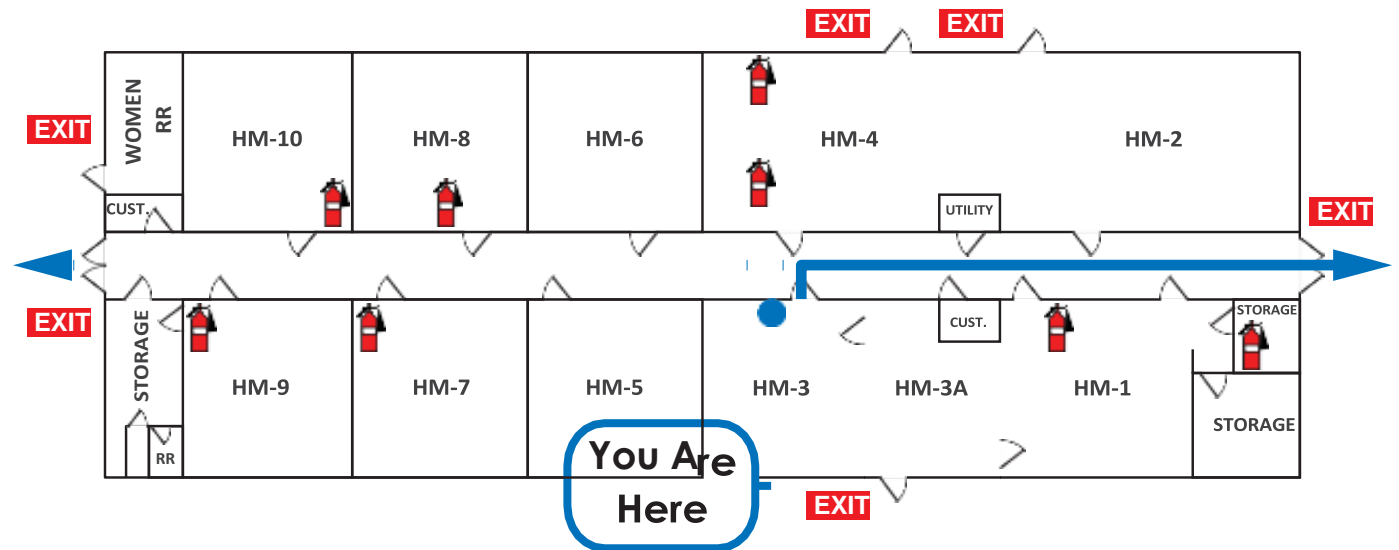 EXIT
EXIT
WOMEN
RR
EXIT
HM-10
HM-8
HM-6
HM-4
HM-2
CUST.
UTILITY
EXIT
EXIT
STORAGE
HM-9
HM-7
HM-5
HM-3
HM-3A
CUST.
HM-1
STORAGE
STORAGE
RR
You Are
Here
EXIT